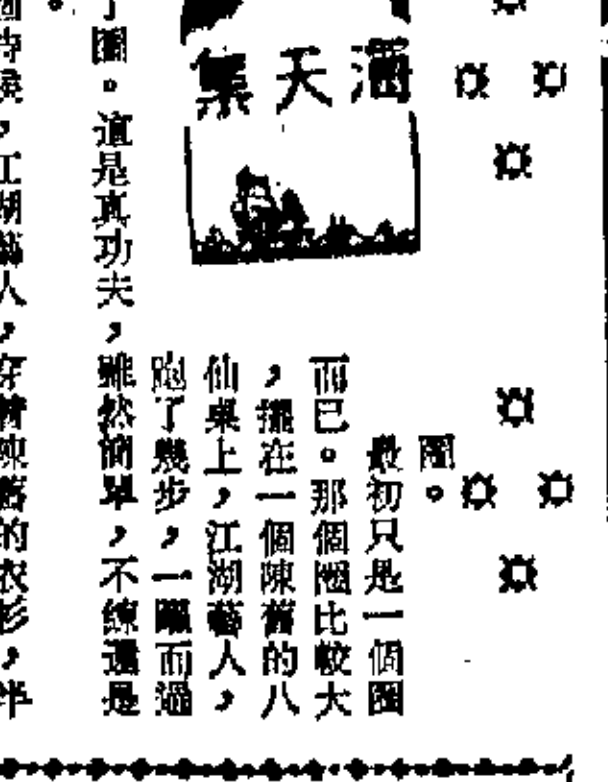 滿天集
圈。
最初只是一個圈
而已。那個圈比較大
，擺在一個陳舊的八
仙桌上，江湖藝人，
跑了幾步，一躍而過
了圈。這是真功夫，雖然簡單，不練還是
時候，江湖藝人，穿着陳舊的衣衫，半